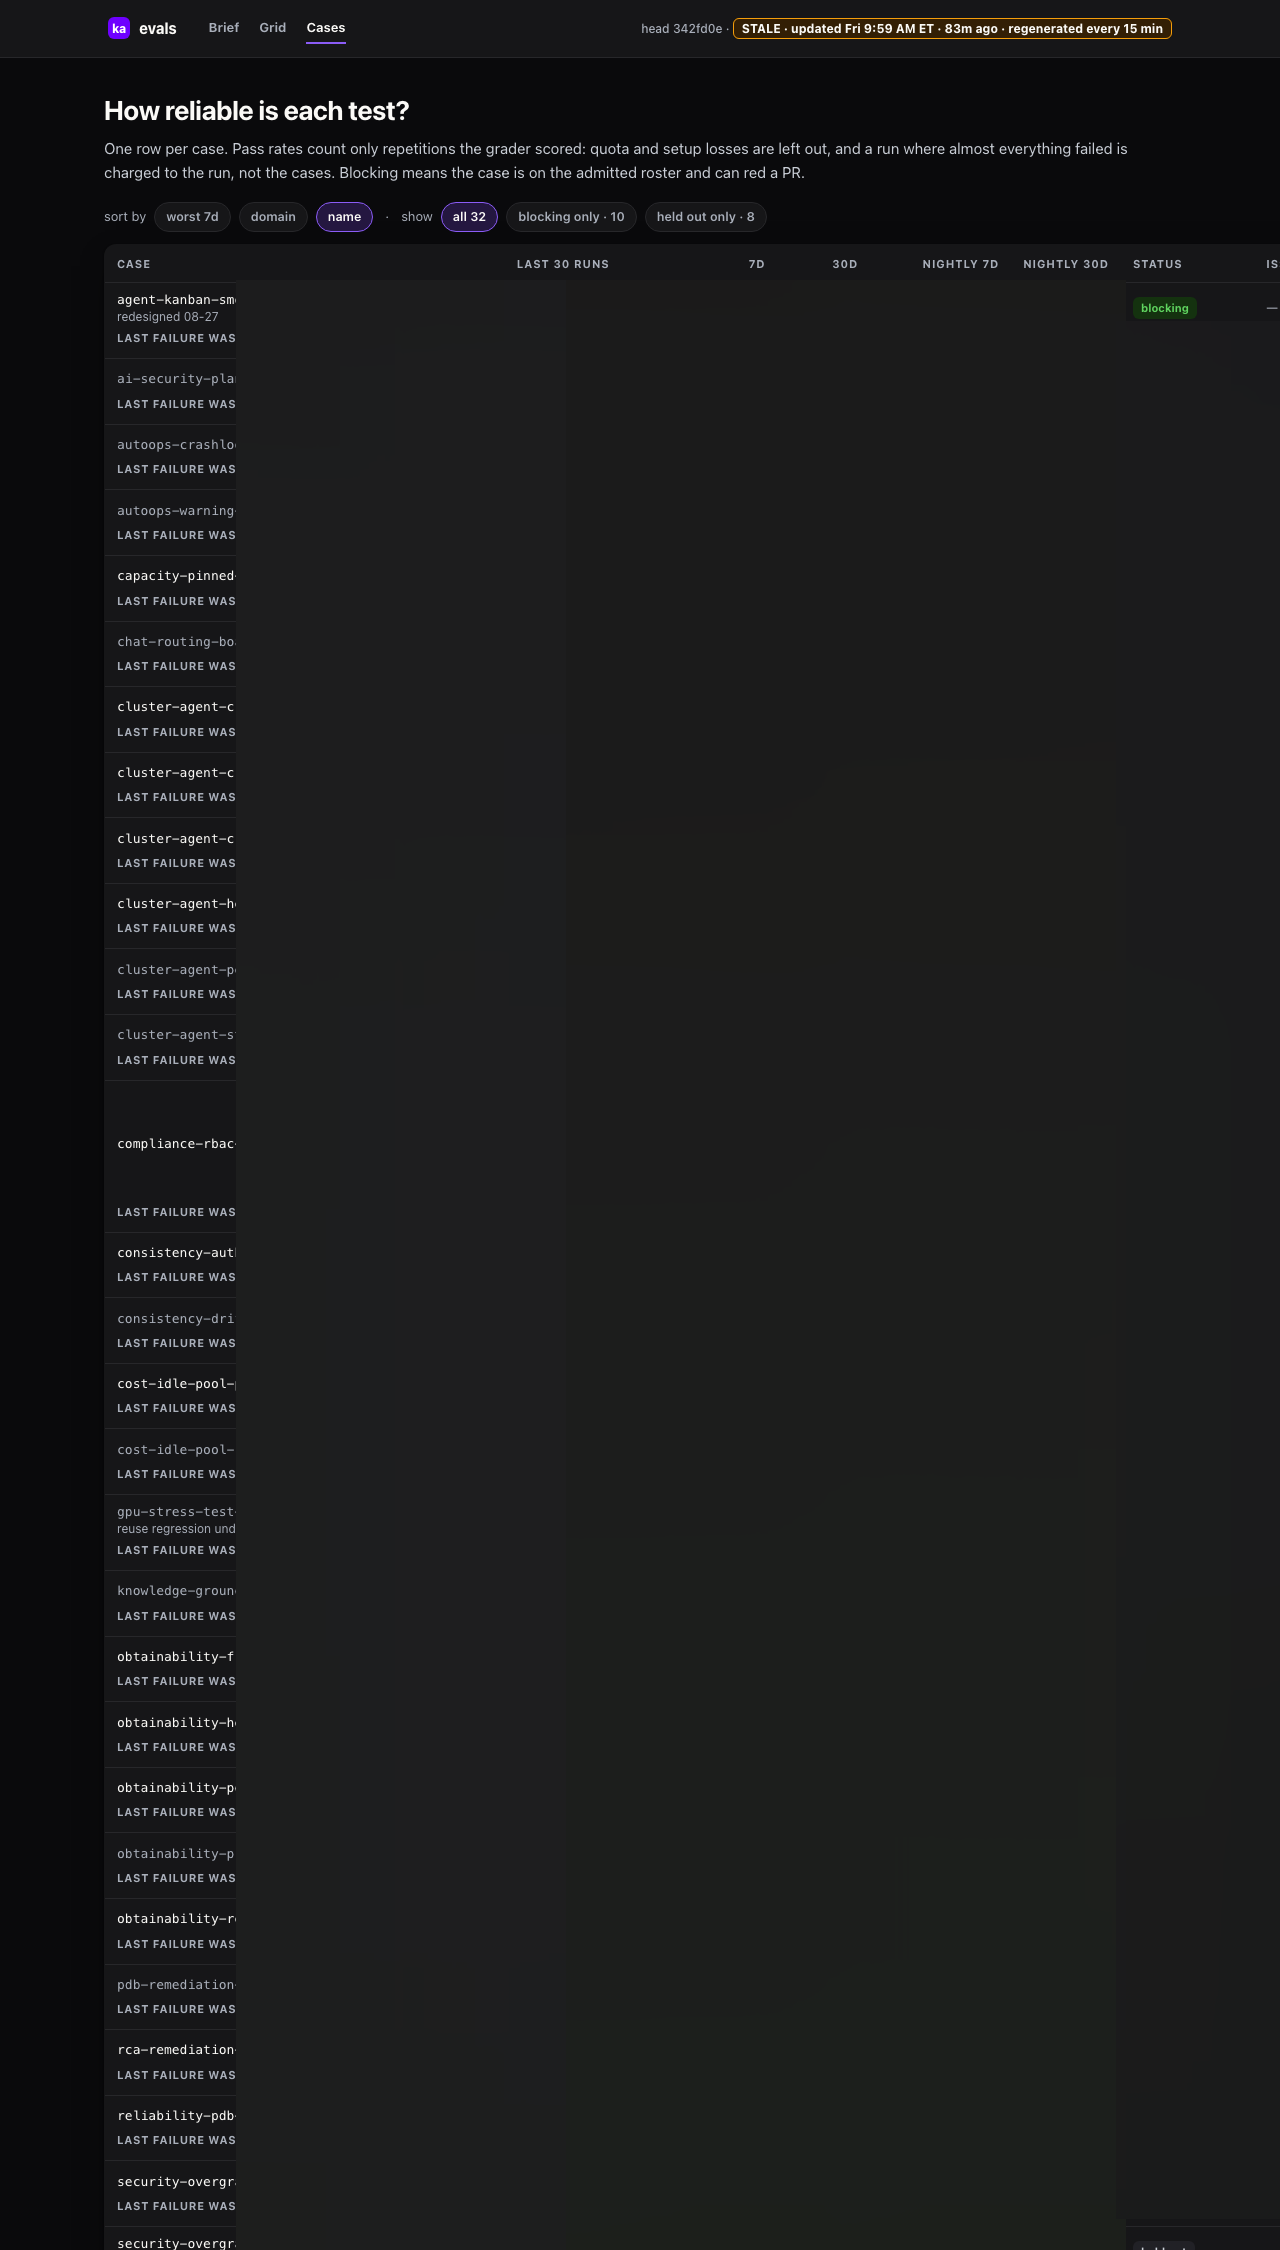 ka evals Brief Grid Cases head 342fd0e · STALE · updated Fri 9:59 AM ET · 83m ago · regenerated every 15 min
How reliable is each test?
One row per case. Pass rates count only repetitions the grader scored: quota and setup losses are left out, and a run where almost everything failed is
charged to the run, not the cases. Blocking means the case is on the admitted roster and can red a PR.
sort by worst 7d domain name · show all 32 blocking only · 10 held out only · 8
CASE LAST 30 RUNS 7D 30D NIGHTLY 7D NIGHTLY 30D STATUS IS
agent-kanban-sm blocking —
redesigned 08-27
LAST FAILURE WAS
ai-security-pla
LAST FAILURE WAS
autoops-crashlo
LAST FAILURE WAS
autoops-warning-
LAST FAILURE WAS
capacity-pinned-
LAST FAILURE WAS
chat-routing-bo
LAST FAILURE WAS
cluster-agent-c
LAST FAILURE WAS
cluster-agent-c
LAST FAILURE WAS
cluster-agent-c
LAST FAILURE WAS
cluster-agent-h
LAST FAILURE WAS
cluster-agent-p
LAST FAILURE WAS
cluster-agent-s
LAST FAILURE WAS
compliance-rbac-
LAST FAILURE WAS
consistency-aut
LAST FAILURE WAS
consistency-dri
LAST FAILURE WAS
cost-idle-pool-
LAST FAILURE WAS
cost-idle-pool-
LAST FAILURE WAS
gpu-stress-test-
reuse regression und
LAST FAILURE WAS
knowledge-groun
LAST FAILURE WAS
obtainability-f
LAST FAILURE WAS
obtainability-h
LAST FAILURE WAS
obtainability-p
LAST FAILURE WAS
obtainability-p
LAST FAILURE WAS
obtainability-r
LAST FAILURE WAS
pdb-remediation-
LAST FAILURE WAS
rca-remediation-
LAST FAILURE WAS
reliability-pdb-
LAST FAILURE WAS
security-overgr
LAST FAILURE WAS
security-overgr